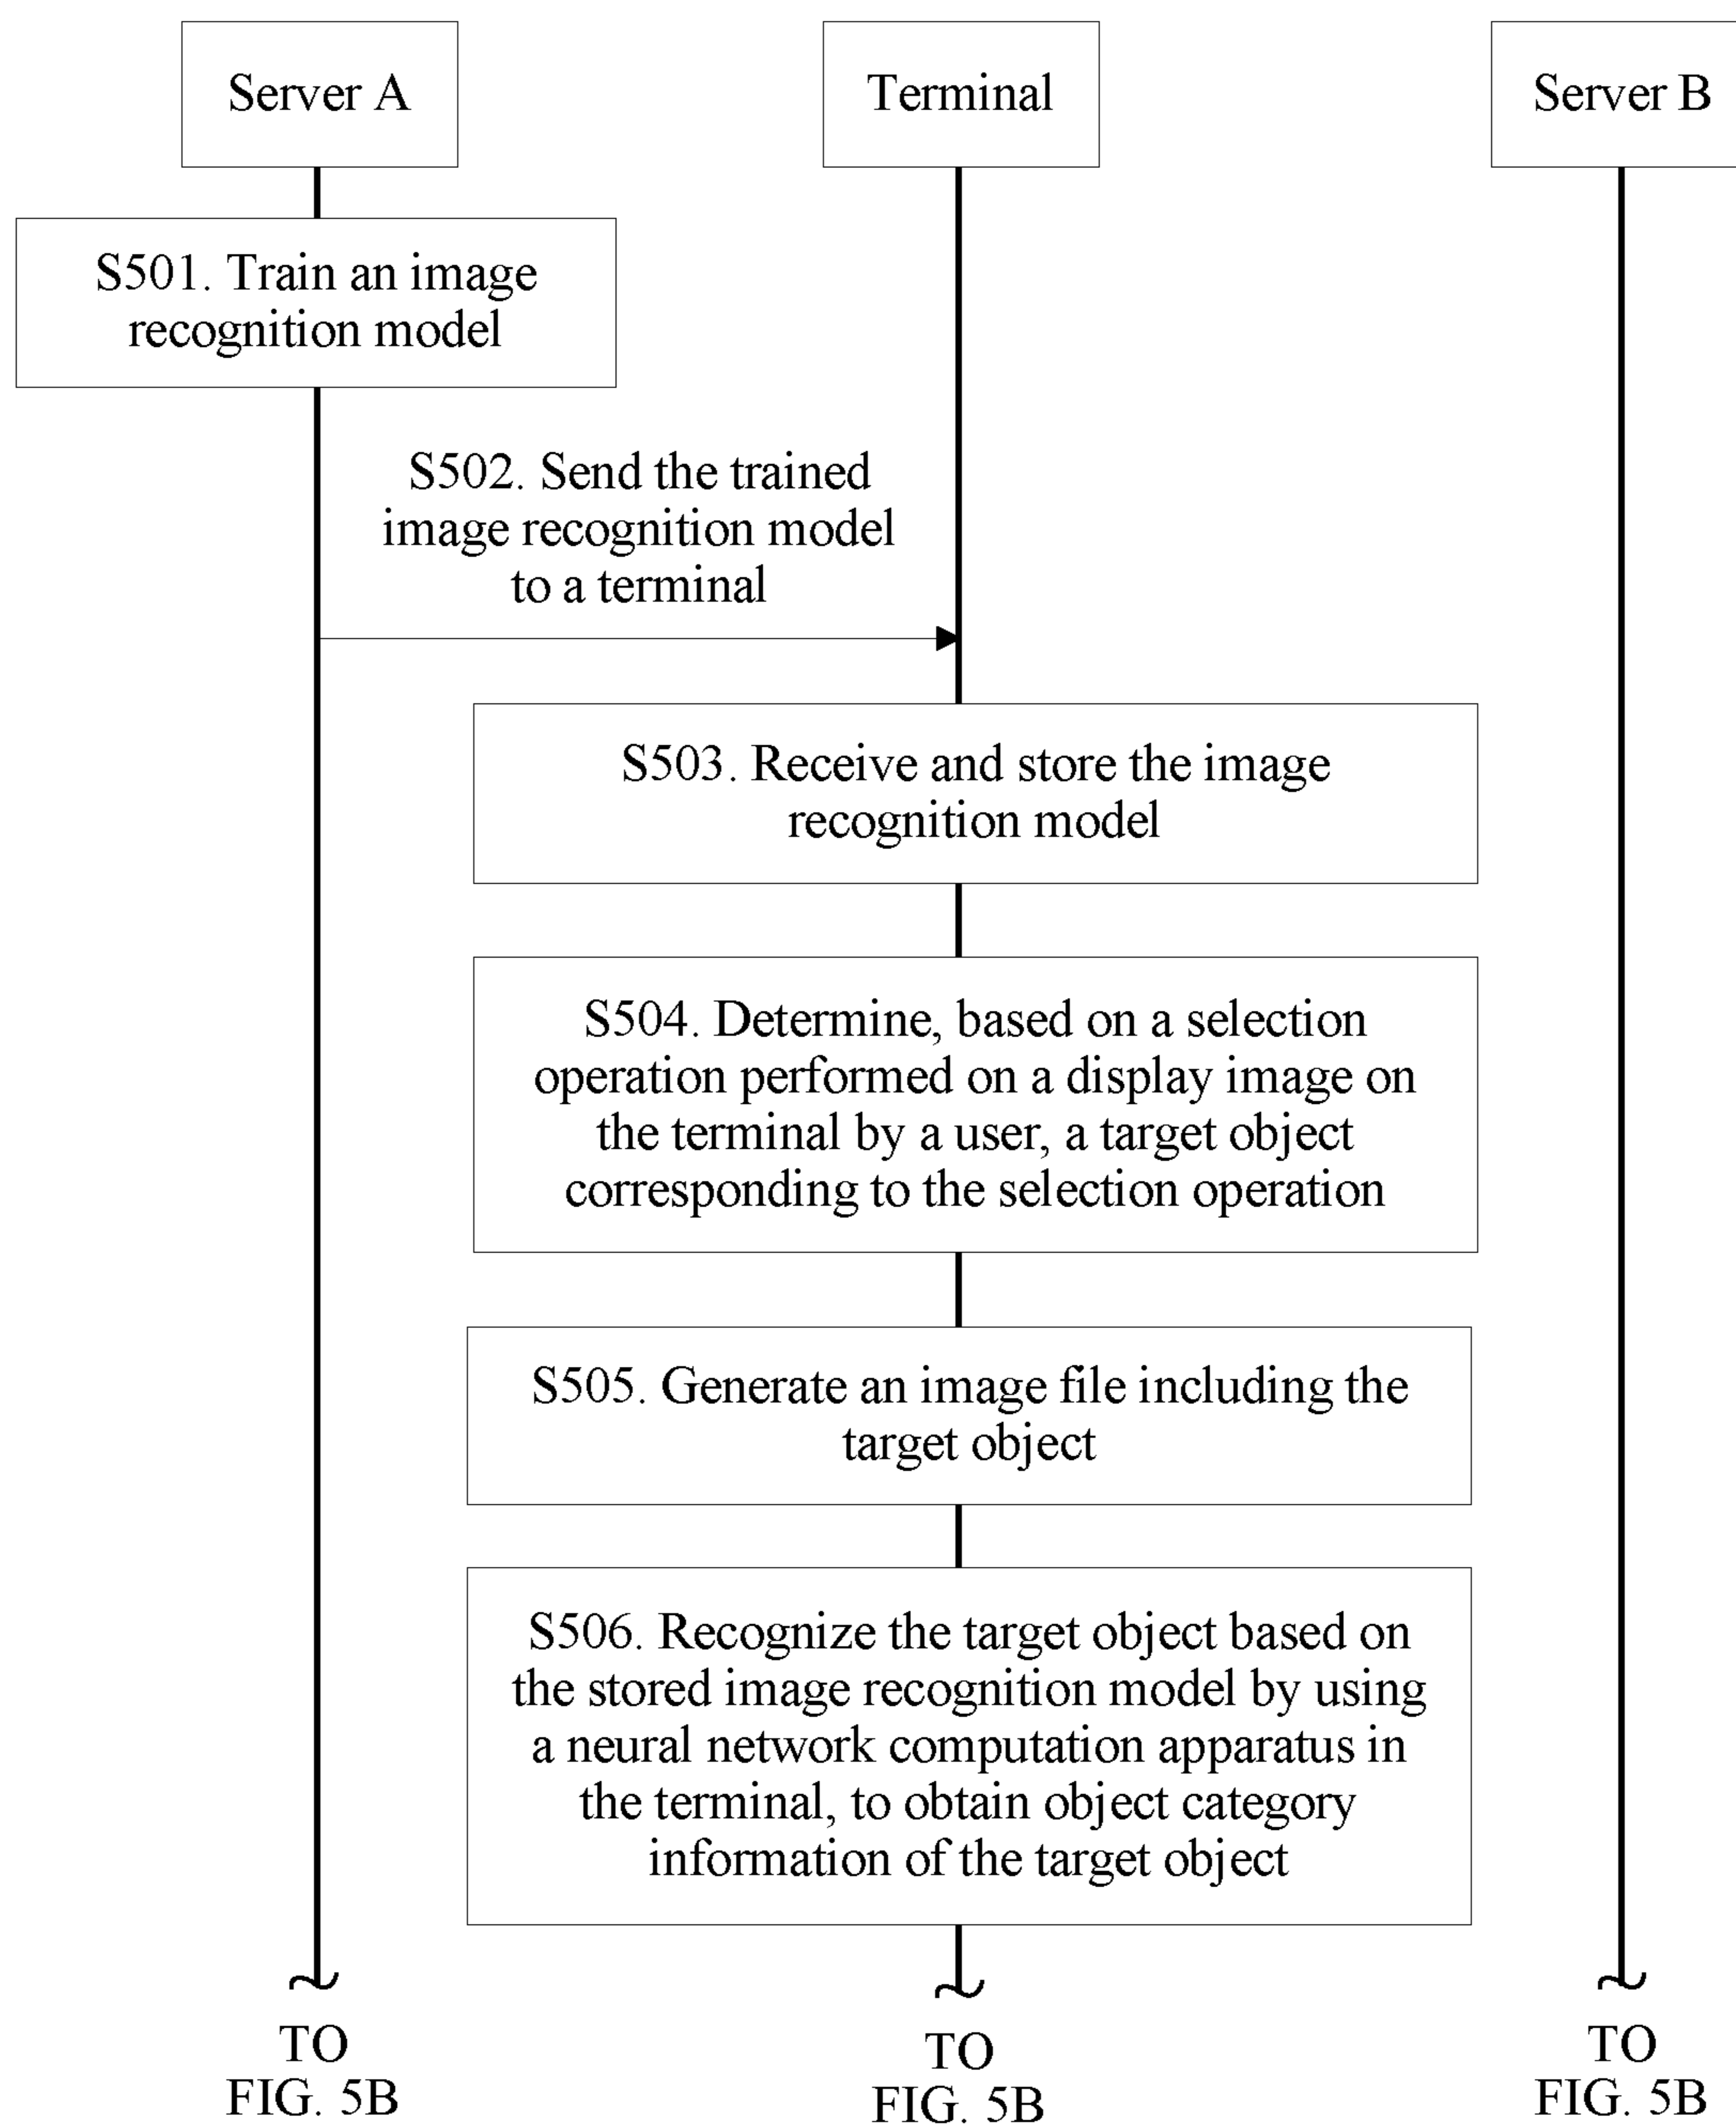 Server A
Terminal
Server B
S501. Train an image
recognition model
S502. Send the trained
image recognition model
to a terminal
S503. Receive and store the image
recognition model
S504. Determine, based on a selection
operation performed on a display image on
the terminal by a user, a target object
corresponding to the selection operation
S505. Generate an image file including the
target object
S506. Recognize the target object based on
the stored image recognition model by using
a neural network computation apparatus in
the terminal, to obtain object category
information of the target object
TO
FIG. 5B
TO
FIG. 5B
TO
FIG. 5B